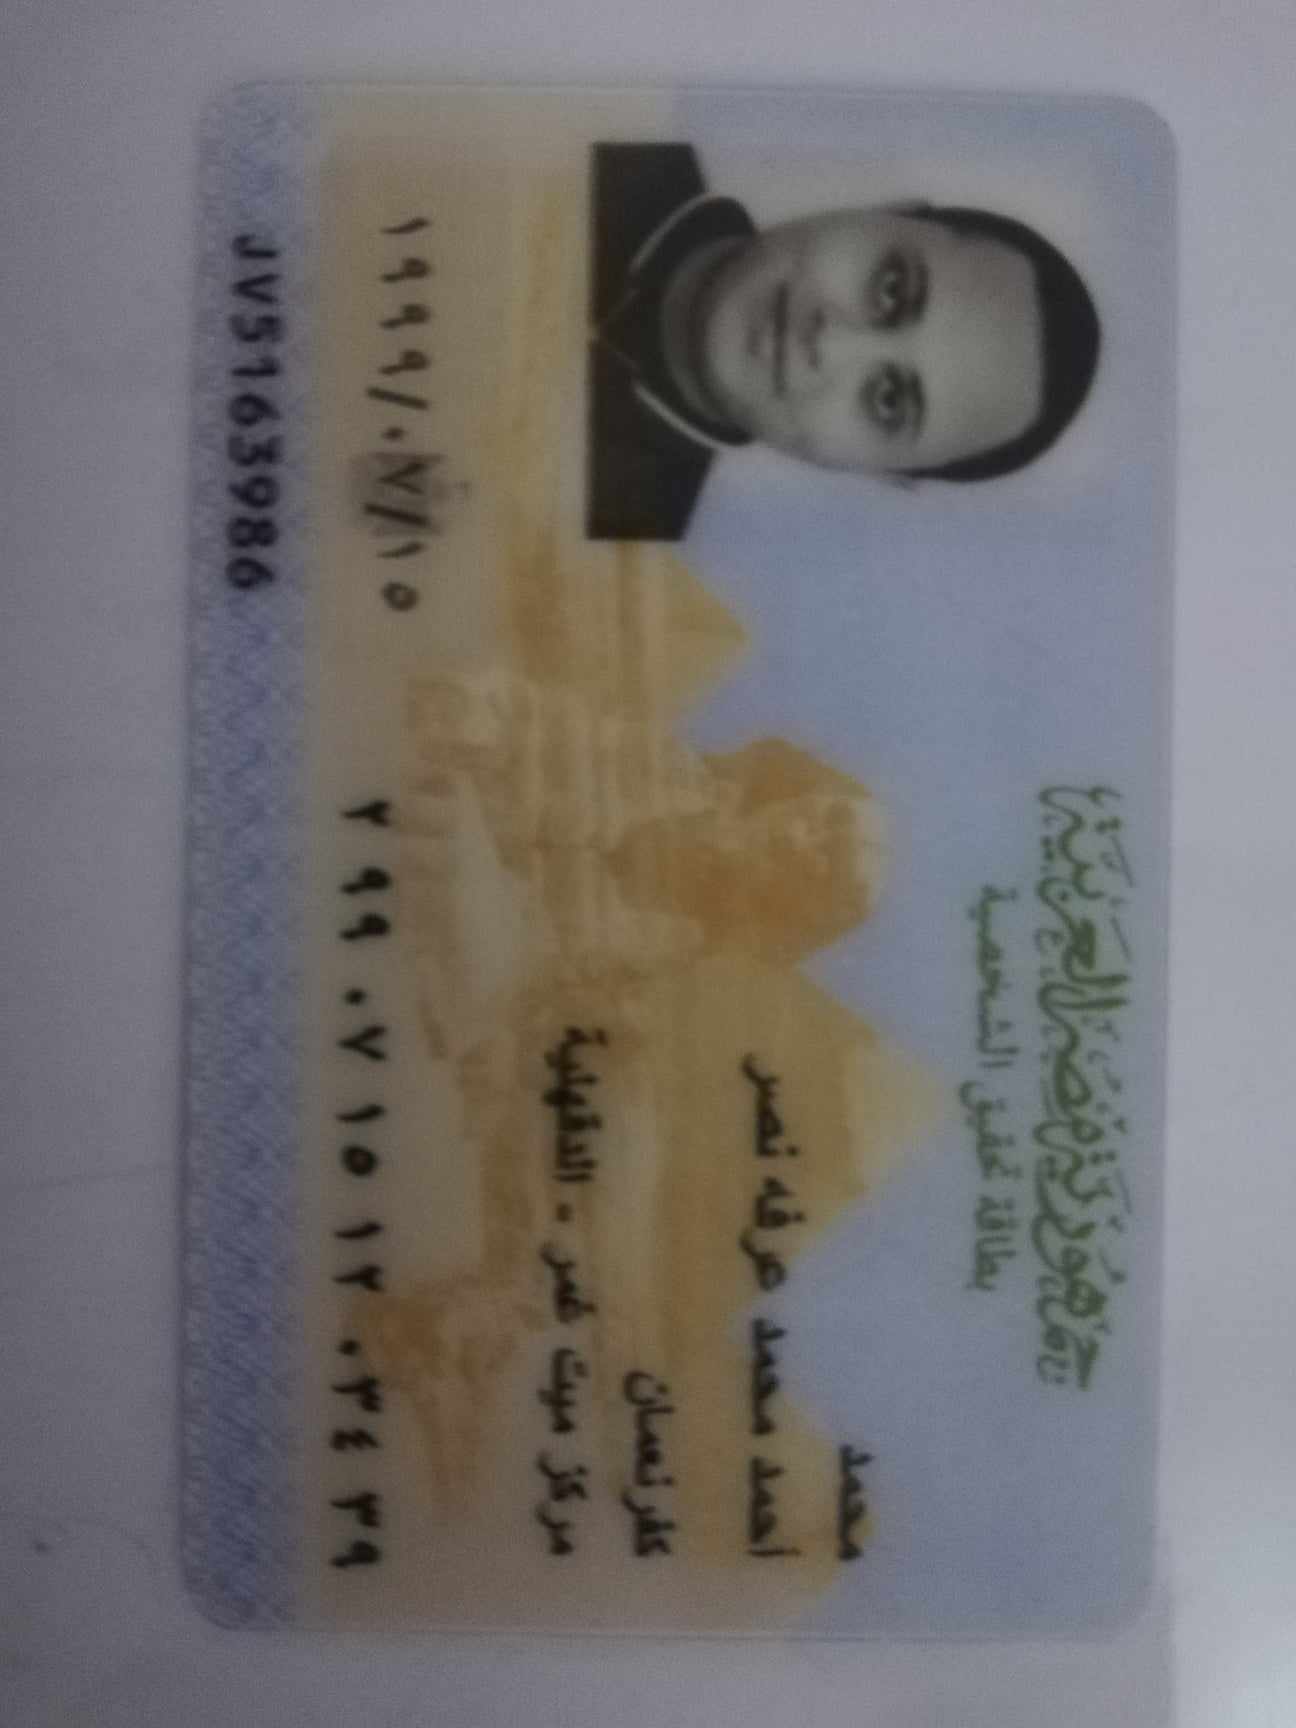 جمهورية مصر العربية
بطاقة تحقيق الشخصية
محمد
أحمد محمد عرفه نصر
كفرنعمان
مركز ميت غمر - الدقهلية
١٩٩٩/٠٧/١٥
٢ ٩٩ ٠٧ ١٥ ١٢ ٠٣٤ ٣٩
JV5163986